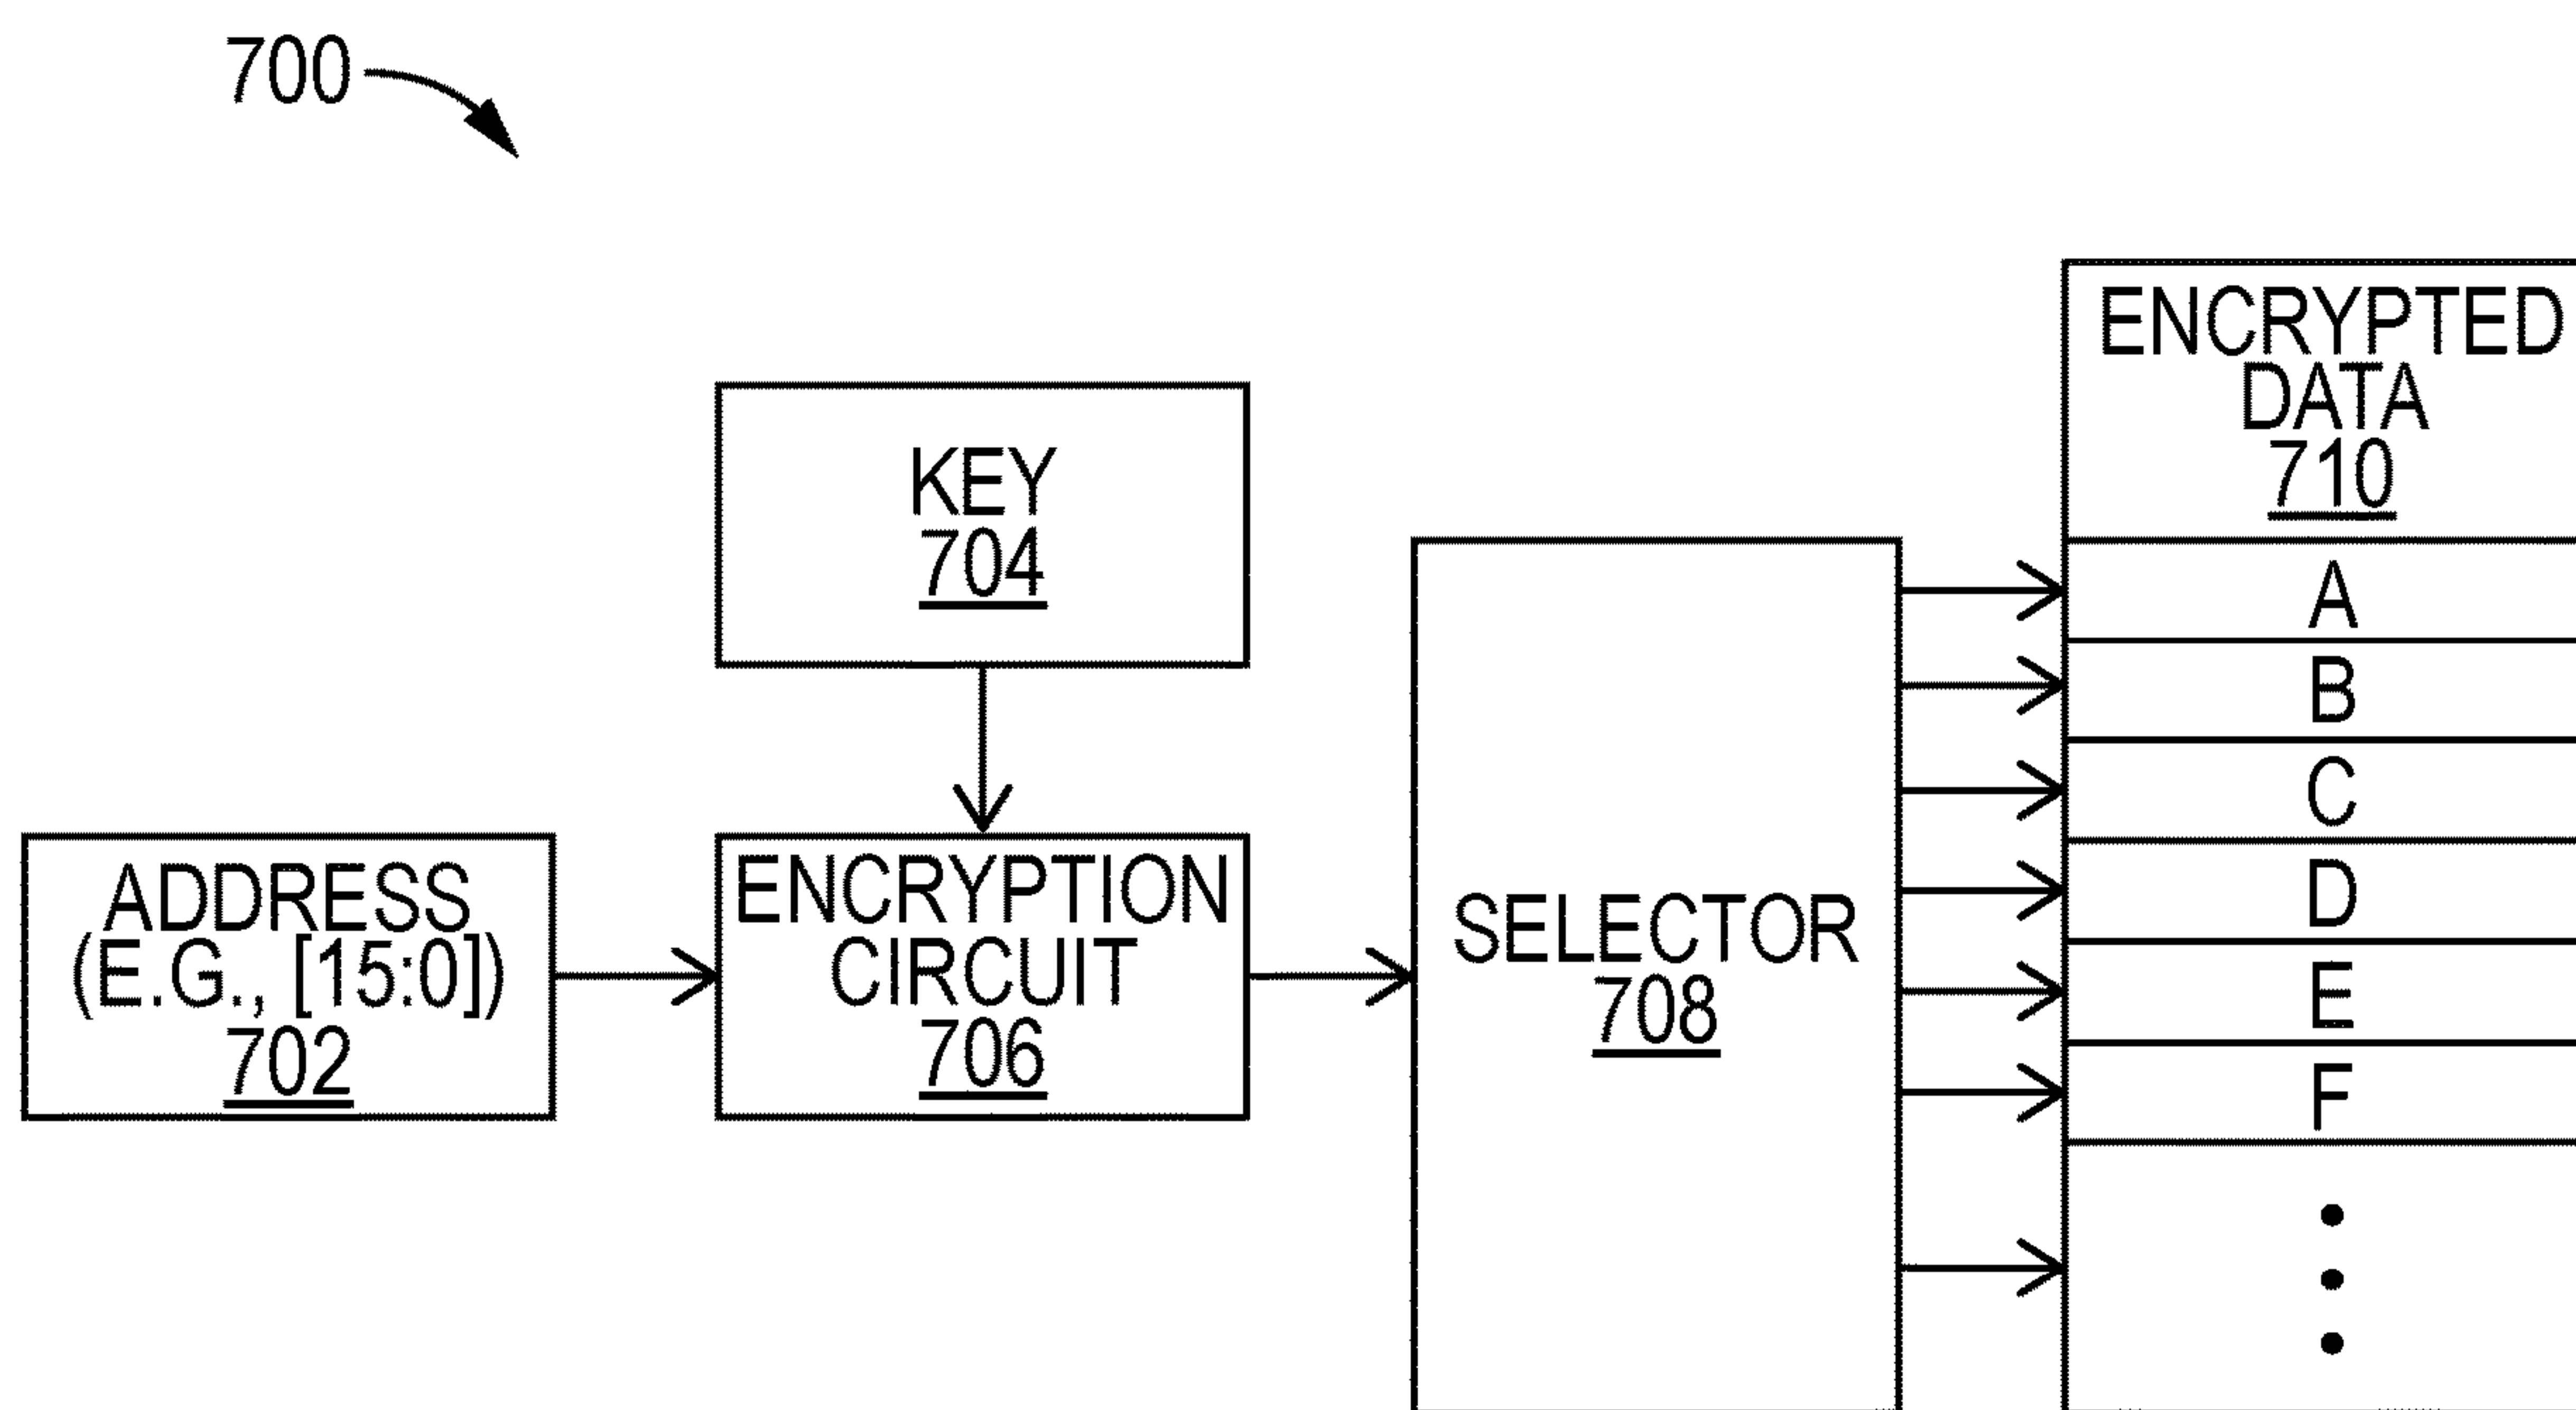 700
KEY
704
ADDRESS
(E.G., [15:0])
702
ENCRYPTION
CIRCUIT
706
SELECTOR
708
ENCRYPTED
DATA
710
A
B
C
D
E
F